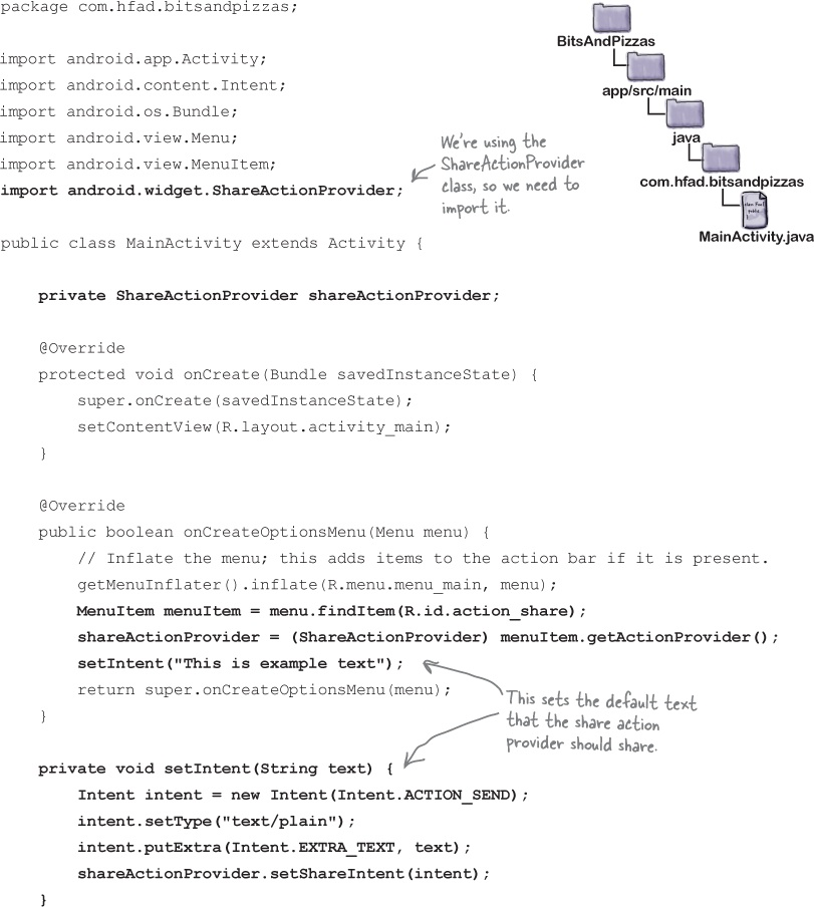 package com.hfad.bitsandpizzas;
import android.app.Activity;
import android.content.Intent;
import android.os.Bundle;
import android.view.Menu;
import android.view.MenuItem;
import android.widget.ShareActionProvider;
We're using the
ShareActionProvider
class, so we need to
import it.
BitsAndPizzas
app/src/main
java
com.hfad.bitsandpizzas
MainActivity.java
public class MainActivity extends Activity {
private ShareActionProvider shareActionProvider;
@Override
protected void onCreate(Bundle savedInstanceState) {
super.onCreate(savedInstanceState);
setContentView(R.layout.activity_main);
}
@Override
public boolean onCreateOptionsMenu(Menu menu) {
// Inflate the menu; this adds items to the action bar if it is present.
getMenuInflater().inflate(R.menu.menu_main, menu);
MenuItem menuItem = menu.findItem(R.id.action_share);
shareActionProvider = (ShareActionProvider) menuItem.getActionProvider();
setIntent("This is example text");
return super.onCreateOptionsMenu(menu);
}
This sets the default text
that the share action
provider should share.
private void setIntent(String text) {
Intent intent = new Intent(Intent.ACTION_SEND);
intent.setType("text/plain");
intent.putExtra(Intent.EXTRA_TEXT, text);
shareActionProvider.setShareIntent(intent);
}